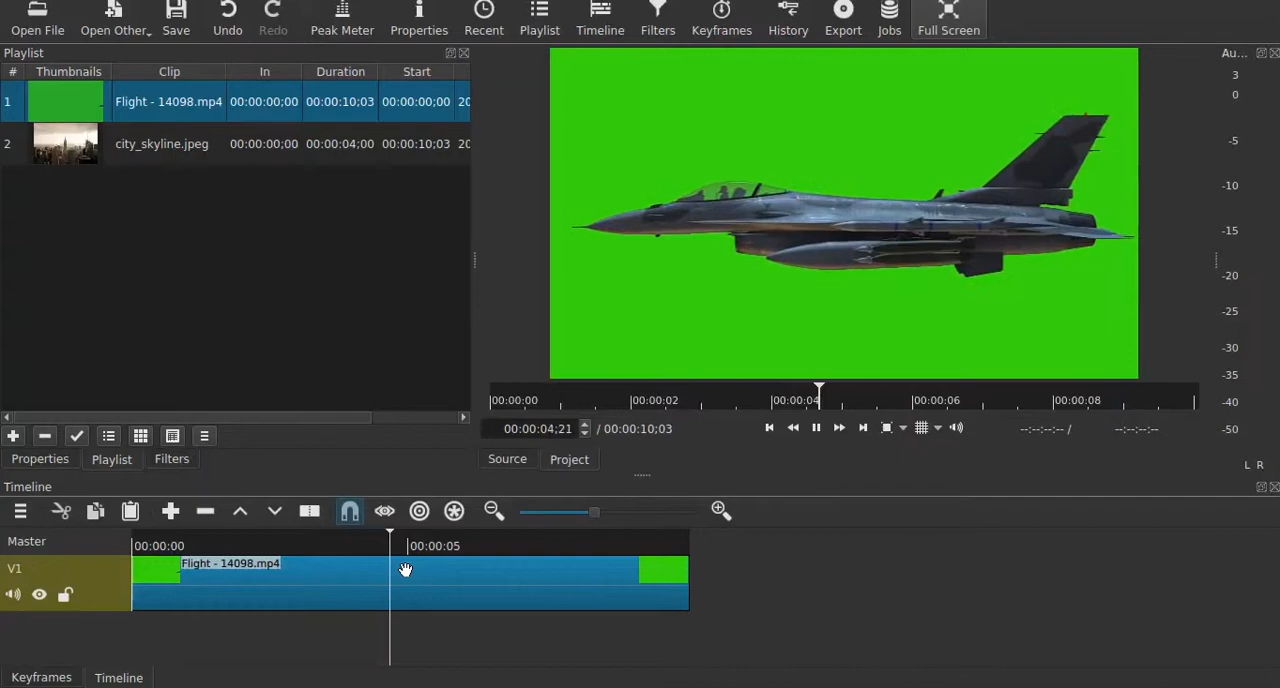 Open File Open Other Save Undo Redo Peak Meter Properties Recent Playlist Timeline Filters Keyframes History Export Jobs Full Screen
Playlist
Au...
# Thumbnails Clip In Duration Start
1 Flight - 14098.mp4 00:00:00;00 00:00:10;03 00:00:00;00 20
2 city_skyline.jpeg 00:00:00;00 00:00:04;00 00:00:10;03 20
3
0
-5
-10
-15
-20
-25
-30
-35
-40
-50
00:00:00 00:00:02 00:00:04 00:00:06 00:00:08
00:00:04;21 / 00:00:10;03 --:--:--:-- / --:--:--:--
Properties Playlist Filters
Source Project
L R
Timeline
Master
00:00:00 00:00:05
V1
Flight - 14098.mp4
Keyframes Timeline